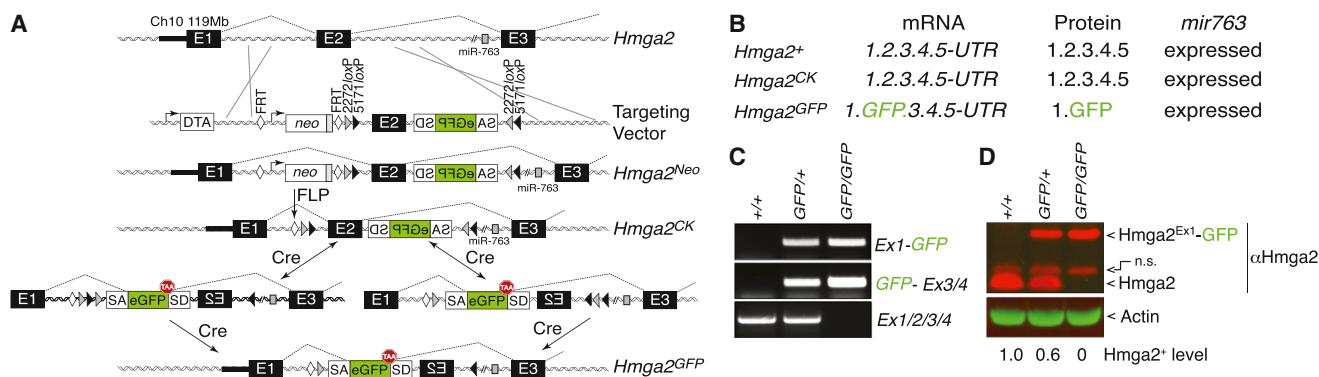 A
Ch10 119Mb
E1
E2
E3
miR-763
Hmga2
FRT
FRT
2272loxP
5171loxP
2272loxP
5171loxP
DTA
neo
E2
SD
eGFP
SA
Targeting
Vector
E1
neo
E2
SD
eGFP
SA
E3
miR-763
Hmga2Neo
FLP
E1
E2
SD
eGFP
SA
E3
miR-763
Hmga2CK
Cre
Cre
E1
SA
eGFP
TAA
SD
E2
E3
E1
SA
eGFP
TAA
SD
E2
E3
Cre
Cre
E1
SA
eGFP
TAA
SD
E2
E3
Hmga2GFP
B
mRNA Protein mir763
Hmga2+ 1.2.3.4.5-UTR 1.2.3.4.5 expressed
Hmga2CK 1.2.3.4.5-UTR 1.2.3.4.5 expressed
Hmga2GFP 1.GFP.3.4.5-UTR 1.GFP expressed
C
+/+
GFP/+
GFP/GFP
Ex1-GFP
GFP- Ex3/4
Ex1/2/3/4
D
+/+
GFP/+
GFP/GFP
< Hmga2Ex1-GFP
n.s.
< Hmga2
αHmga2
< Actin
1.0 0.6 0 Hmga2+ level